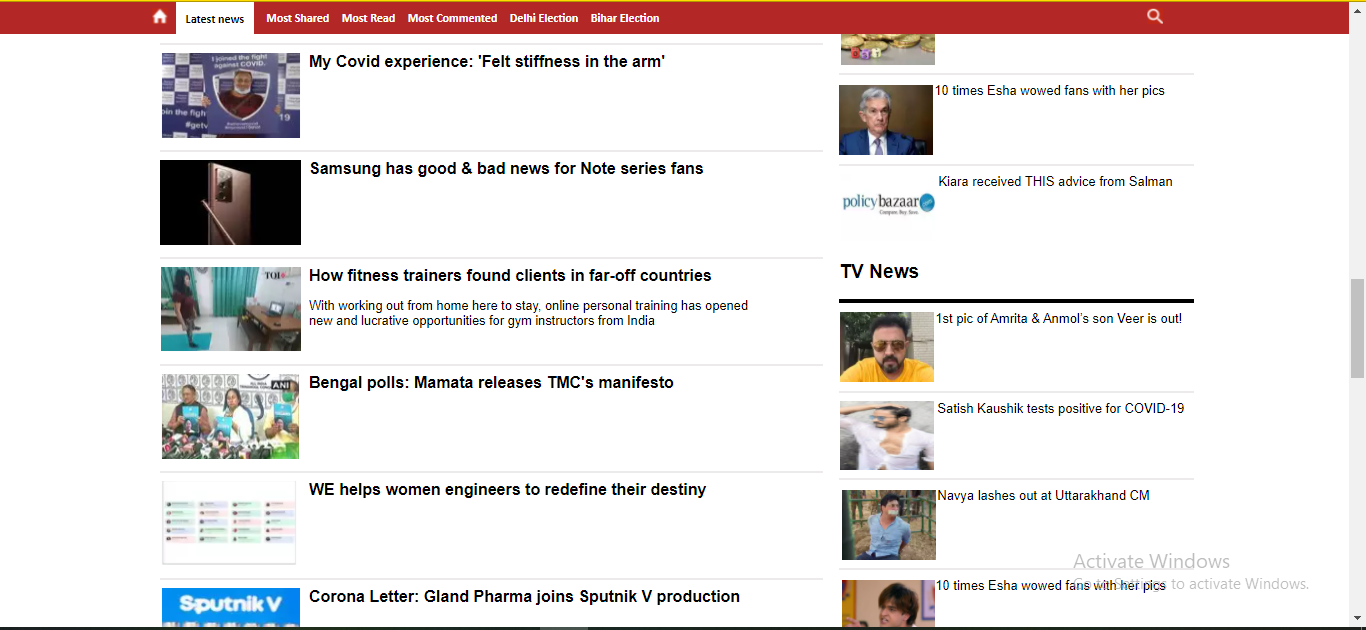 Latest news
Most Shared
Most Read
Most Commented
Delhi Election
Bihar Election
I joined the fight
against COVID.
19
#getv
My Covid experience: 'Felt stiffness in the arm'
Samsung has good & bad news for Note series fans
TOI
How fitness trainers found clients in far-off countries
With working out from home here to stay, online personal training has opened
new and lucrative opportunities for gym instructors from India
ANI
Bengal polls: Mamata releases TMC's manifesto
WE helps women engineers to redefine their destiny
Sputnik V
Corona Letter: Gland Pharma joins Sputnik V production
10 times Esha wowed fans with her pics
policybazaar
Compare. Buy. Save.
Kiara received THIS advice from Salman
TV News
1st pic of Amrita & Anmol's son Veer is out!
Satish Kaushik tests positive for COVID-19
Navya lashes out at Uttarakhand CM
10 times Esha wowed fans with her pics
Activate Windows
Go to Settings to activate Windows.